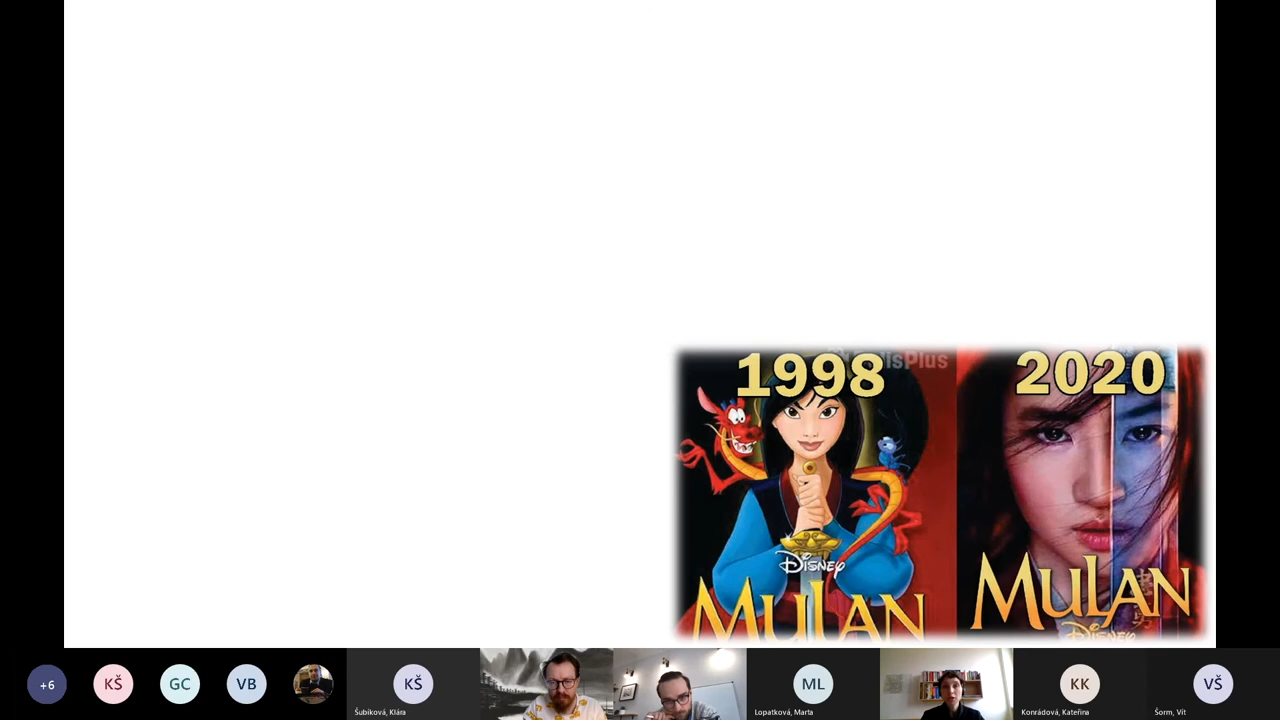 1998
2020
DISNEY
MULAN
MULAN
DISNEY
+6
KŠ
GC
VB
KŠ
ML
KK
VŠ
Šubíková, Klára
Lopatková, Marta
Konrádová, Kateřina
Šorm, Vít